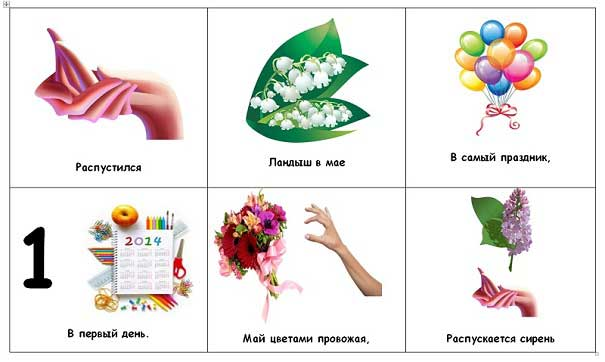 Распустился
Ландыш в мае
В самый праздник,
1
2014
В первый день.
Май цветами провожая,
Распускается сирень